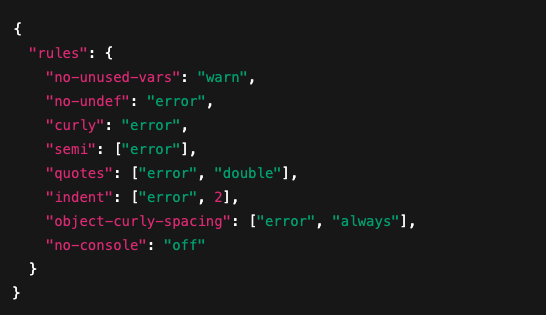 {
  "rules": {
    "no-unused-vars": "warn",
    "no-undef": "error",
    "curly": "error",
    "semi": ["error"],
    "quotes": ["error", "double"],
    "indent": ["error", 2],
    "object-curly-spacing": ["error", "always"],
    "no-console": "off"
  }
}